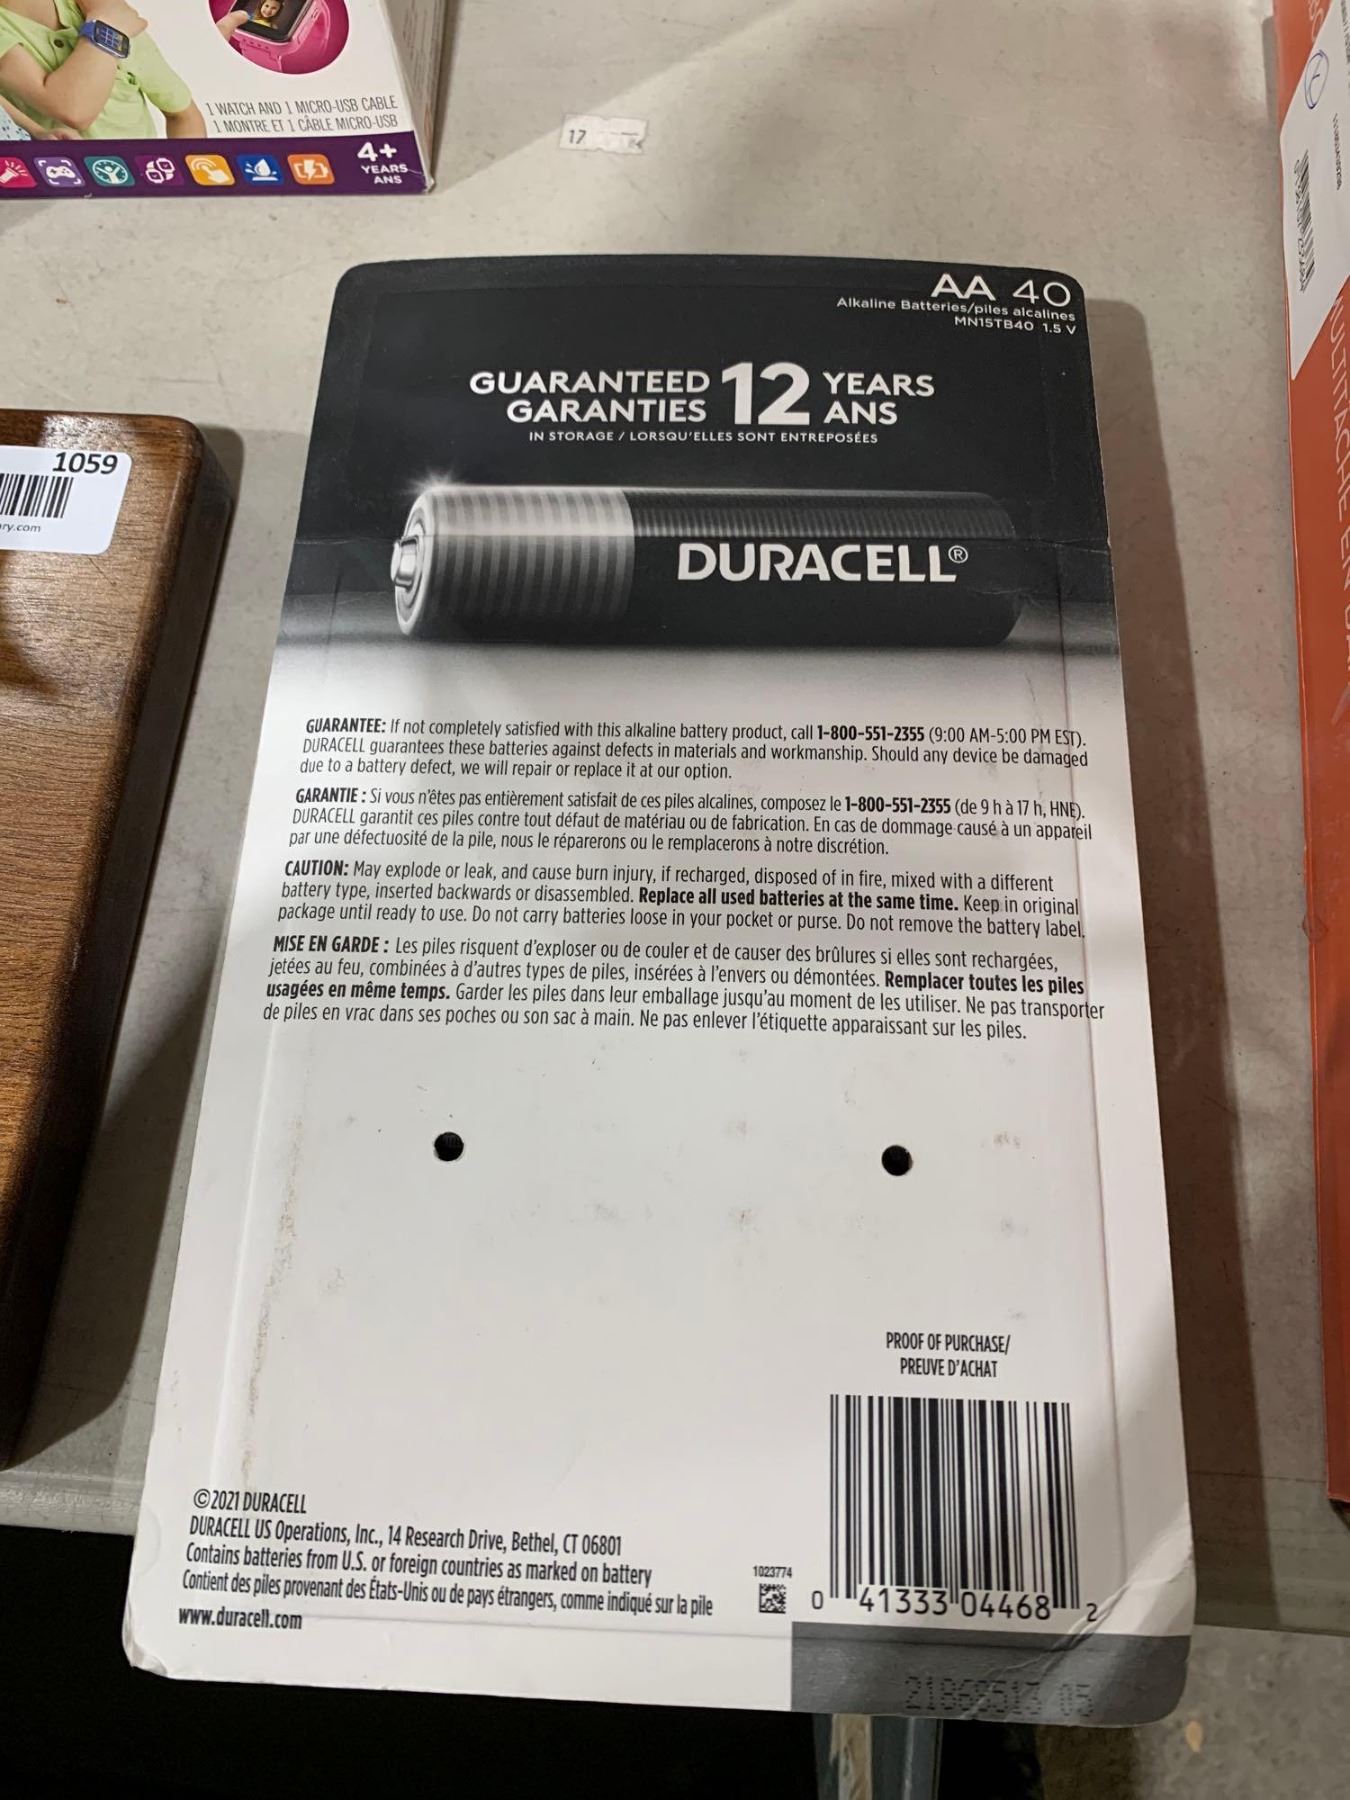 1 WATCH AND 1 MICRO-USB CABLE
1 MONTRE ET 1 CÂBLE MICRO-USB
4+
YEARS
ANS
17
1059
ry.com
AA 40
Alkaline Batteries/piles alcalines
MN15TB40 1.5 V
GUARANTEED 12 YEARS
GARANTIES ANS
IN STORAGE / LORSQU'ELLES SONT ENTREPOSÉES
DURACELL®
GUARANTEE: If not completely satisfied with this alkaline battery product, call 1-800-551-2355 (9:00 AM-5:00 PM EST).
DURACELL guarantees these batteries against defects in materials and workmanship. Should any device be damaged
due to a battery defect, we will repair or replace it at our option.
GARANTIE : Si vous n'êtes pas entièrement satisfait de ces piles alcalines, composez le 1-800-551-2355 (de 9 h à 17 h, HNE).
DURACELL garantit ces piles contre tout défaut de matériau ou de fabrication. En cas de dommage causé à un appareil
par une défectuosité de la pile, nous le réparerons ou le remplacerons à notre discrétion.
CAUTION: May explode or leak, and cause burn injury, if recharged, disposed of in fire, mixed with a different
battery type, inserted backwards or disassembled. Replace all used batteries at the same time. Keep in original
package until ready to use. Do not carry batteries loose in your pocket or purse. Do not remove the battery label.
MISE EN GARDE : Les piles risquent d'exploser ou de couler et de causer des brûlures si elles sont rechargées,
jetées au feu, combinées à d'autres types de piles, insérées à l'envers ou démontées. Remplacer toutes les piles
usagées en même temps. Garder les piles dans leur emballage jusqu'au moment de les utiliser. Ne pas transporter
de piles en vrac dans ses poches ou son sac à main. Ne pas enlever l'étiquette apparaissant sur les piles.
PROOF OF PURCHASE/
PREUVE D'ACHAT
©2021 DURACELL
DURACELL US Operations, Inc., 14 Research Drive, Bethel, CT 06801
Contains batteries from U.S. or foreign countries as marked on battery
Contient des piles provenant des États-Unis ou de pays étrangers, comme indiqué sur la pile
www.duracell.com
1023774
0 41333 04468 2
MULTITACHE EN